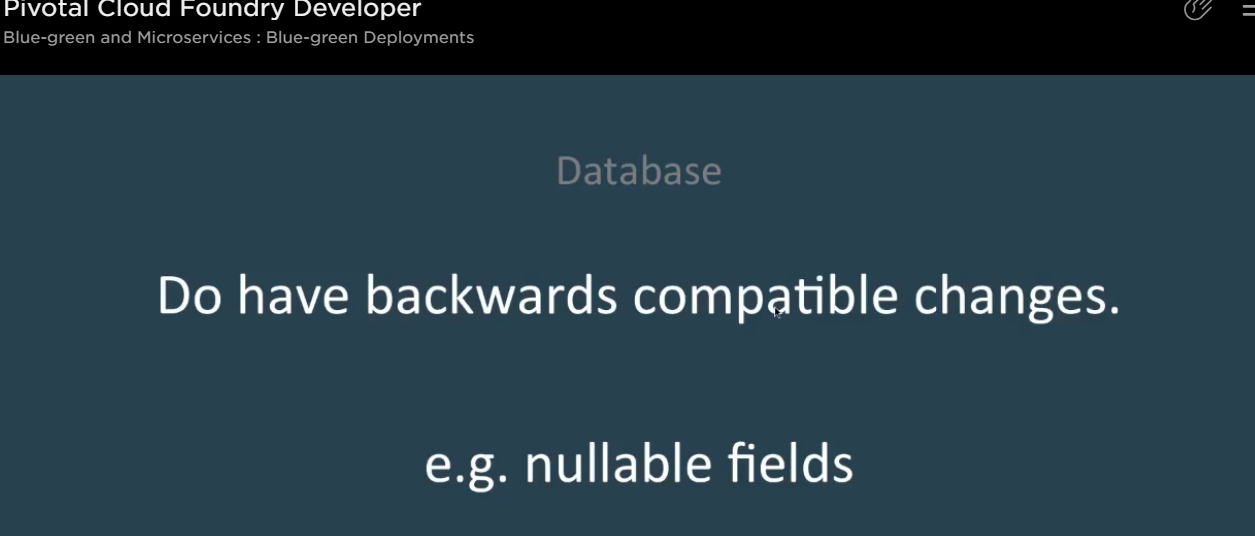 Pivotal Cloud Foundry Developer
Blue-green and Microservices : Blue-green Deployments
Database
Do have backwards compatible changes.
e.g. nullable fields